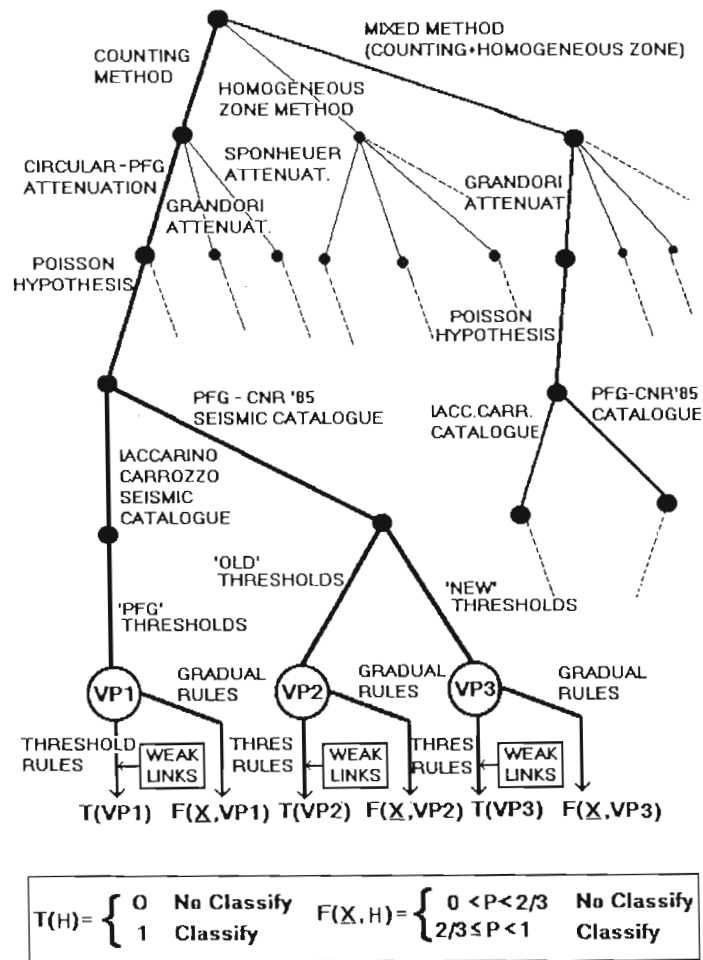 COUNTING
METHOD
MIXED METHOD
(COUNTING+HOMOGENEOUS ZONE)
HOMOGENEOUS
ZONE METHOD
CIRCULAR-PFG
ATTENUATION
SPONHEUER
ATTENUAT.
GRANDORI
ATTENUAT.
GRANDORI
ATTENUAT
POISSON
HYPOTHESIS
POISSON
HYPOTHESIS
PFG - CNR '85
SEISMIC CATALOGUE
IACC.CARR.
CATALOGUE
PFG-CNR'85
CATALOGUE
IACCARINO
CARROZZO
SEISMIC
CATALOGUE
'OLD'
THRESHOLDS
'NEW'
THRESHOLDS
'PFG'
THRESHOLDS
VP1
GRADUAL
RULES
VP2
GRADUAL
RULES
VP3
GRADUAL
RULES
THRESHOLD
RULES
WEAK
LINKS
THRES
RULES
WEAK
LINKS
THRES
RULES
WEAK
LINKS
T(VP1) F(X,VP1) T(VP2) F(X,VP2) T(VP3) F(X,VP3)
T(H)= { 0 No Classify
1 Classify
F(X,H)= { 0 <P<2/3 No Classify
2/3≤P<1 Classify